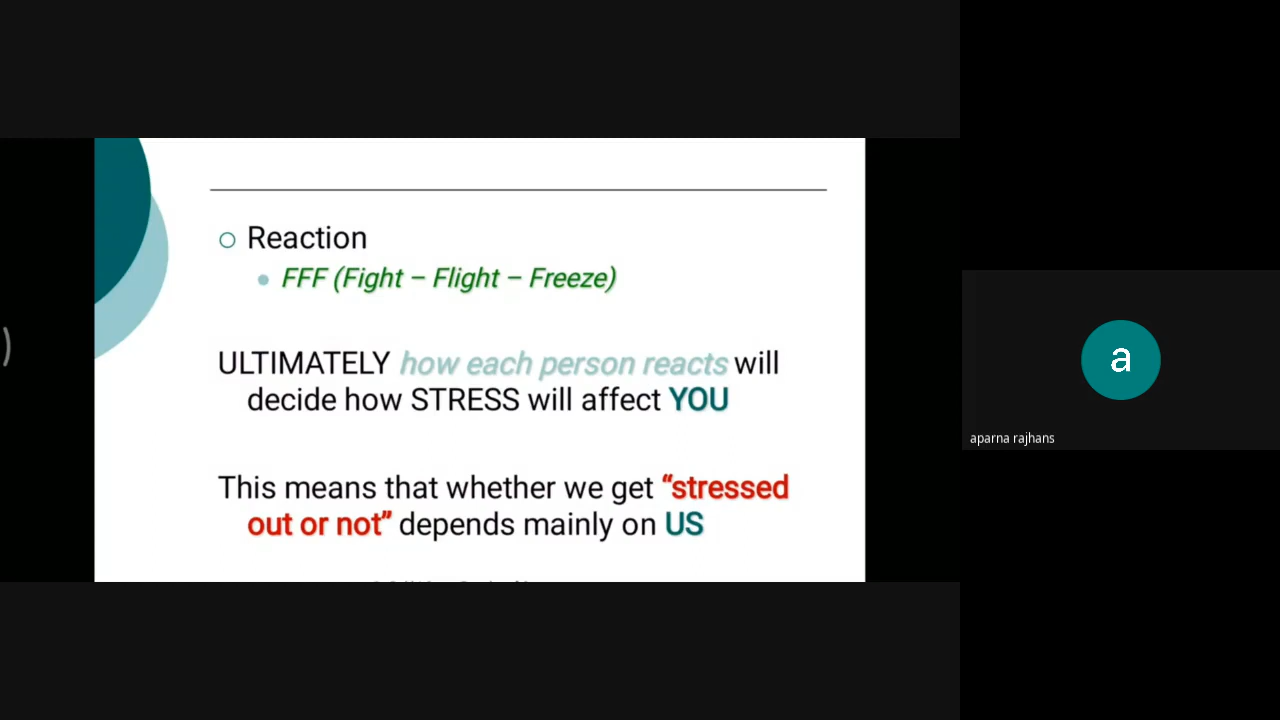 Reaction
FFF (Fight – Flight – Freeze)
ULTIMATELY how each person reacts will
decide how STRESS will affect YOU
This means that whether we get “stressed
out or not” depends mainly on US
a
aparna rajhans